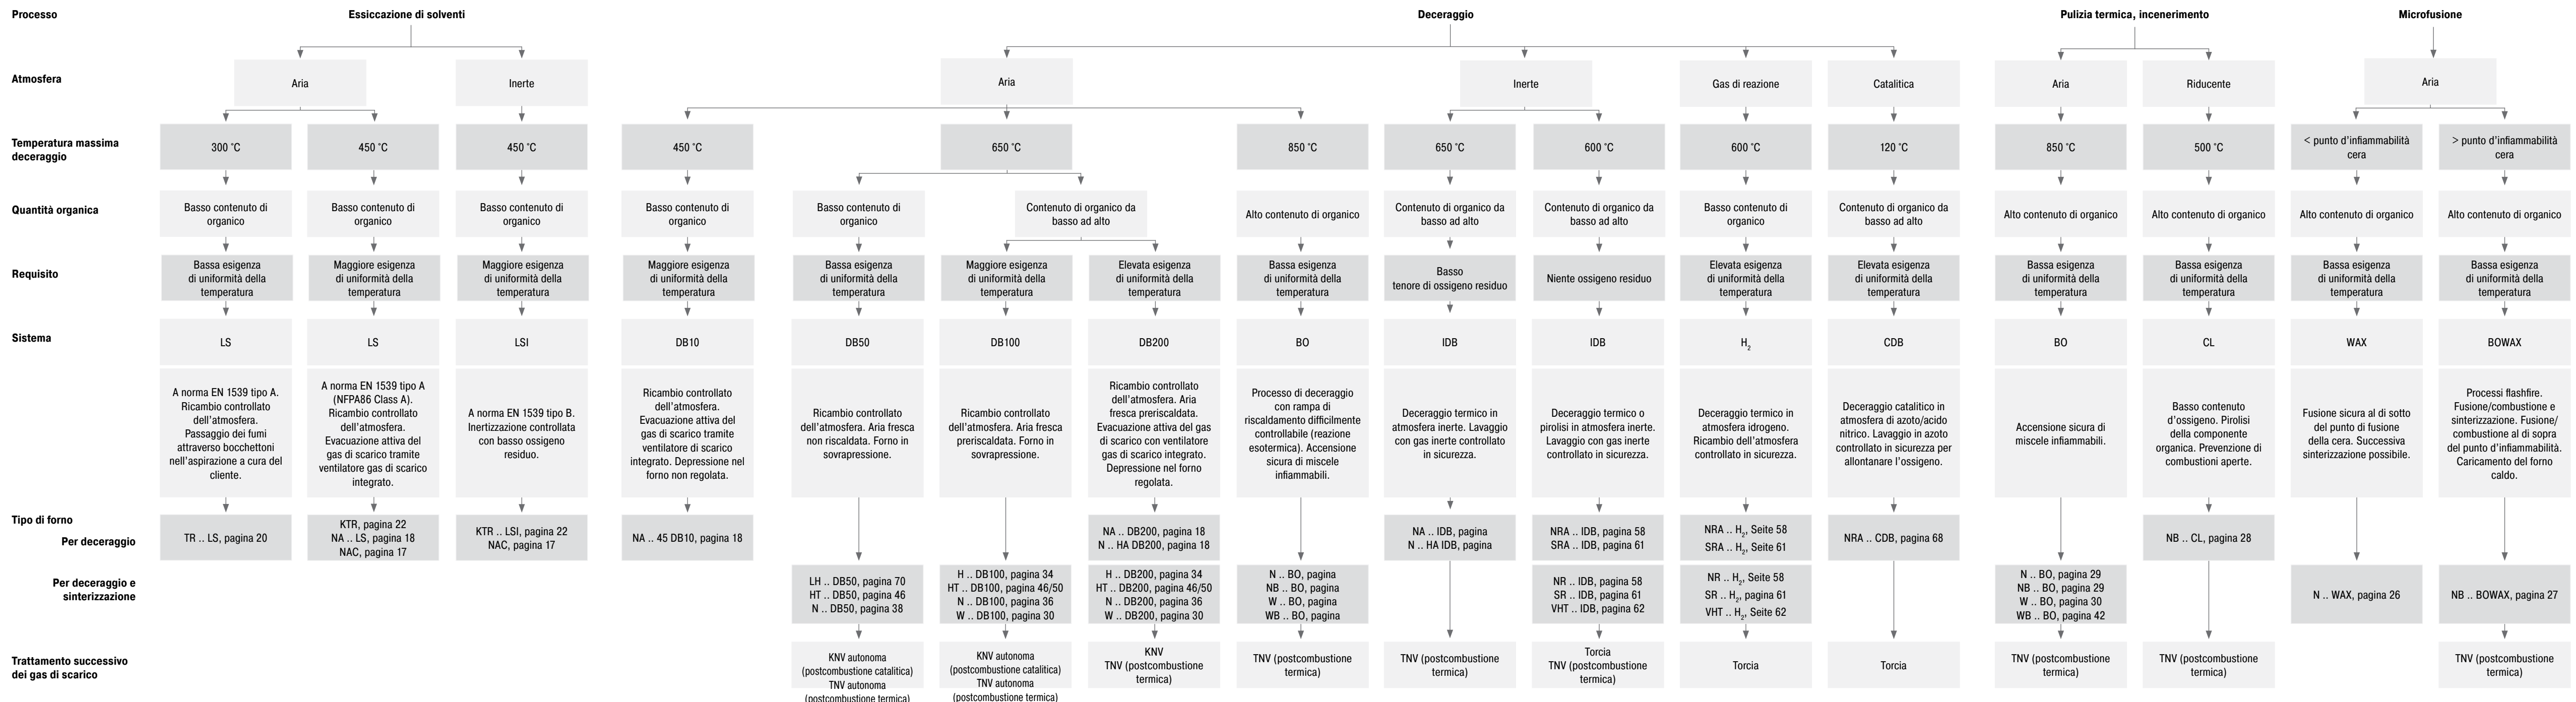 Processo
Essiccazione di solventi
Deceraggio
Pulizia termica, incenerimento
Microfusione
Atmosfera
Aria
Inerte
Aria
Inerte
Gas di reazione
Catalitica
Aria
Riducente
Aria
Temperatura massima
deceraggio
300 °C
450 °C
450 °C
450 °C
650 °C
850 °C
650 °C
600 °C
600 °C
120 °C
850 °C
500 °C
< punto d'infiammabilità
cera
> punto d'infiammabilità
cera
Quantità organica
Basso contenuto di
organico
Basso contenuto di
organico
Basso contenuto di
organico
Basso contenuto di
organico
Basso contenuto di
organico
Contenuto di organico da
basso ad alto
Alto contenuto di organico
Contenuto di organico da
basso ad alto
Contenuto di organico da
basso ad alto
Basso contenuto di
organico
Contenuto di organico da
basso ad alto
Alto contenuto di organico
Alto contenuto di organico
Alto contenuto di organico
Alto contenuto di organico
Requisito
Bassa esigenza
di uniformità della
temperatura
Maggiore esigenza
di uniformità della
temperatura
Maggiore esigenza
di uniformità della
temperatura
Maggiore esigenza
di uniformità della
temperatura
Bassa esigenza
di uniformità della
temperatura
Maggiore esigenza
di uniformità della
temperatura
Elevata esigenza
di uniformità della
temperatura
Bassa esigenza
di uniformità della
temperatura
Basso
tenore di ossigeno residuo
Niente ossigeno residuo
Elevata esigenza
di uniformità della
temperatura
Elevata esigenza
di uniformità della
temperatura
Bassa esigenza
di uniformità della
temperatura
Bassa esigenza
di uniformità della
temperatura
Bassa esigenza
di uniformità della
temperatura
Bassa esigenza
di uniformità della
temperatura
Sistema
LS
LS
LSI
DB10
DB50
DB100
DB200
BO
IDB
IDB
H₂
CDB
BO
CL
WAX
BOWAX
A norma EN 1539 tipo A.
Ricambio controllato
dell'atmosfera.
Passaggio dei fumi
attraverso bocchettoni
nell'aspirazione a cura del
cliente.
A norma EN 1539 tipo A
(NFPA86 Class A).
Ricambio controllato
dell'atmosfera.
Evacuazione attiva del
gas di scarico tramite
ventilatore gas di scarico
integrato.
A norma EN 1539 tipo B.
Inertizzazione controllata
con basso ossigeno
residuo.
Ricambio controllato
dell'atmosfera.
Evacuazione attiva del
gas di scarico tramite
ventilatore di scarico
integrato. Depressione nel
forno non regolata.
Ricambio controllato
dell'atmosfera. Aria fresca
non riscaldata. Forno in
sovrapressione.
Ricambio controllato
dell'atmosfera. Aria fresca
preriscaldata. Forno in
sovrapressione.
Ricambio controllato
dell'atmosfera. Aria
fresca preriscaldata.
Evacuazione attiva del gas
di scarico con ventilatore
gas di scarico integrato.
Depressione nel forno
regolata.
Processo di deceraggio
con rampa di
riscaldamento difficilmente
controllabile (reazione
esotermica). Accensione
sicura di miscele
infiammabili.
Deceraggio termico in
atmosfera inerte. Lavaggio
con gas inerte controllato
in sicurezza.
Deceraggio termico o
pirolisi in atmosfera inerte.
Lavaggio con gas inerte
controllato in sicurezza.
Deceraggio termico in
atmosfera idrogeno.
Ricambio dell'atmosfera
controllato in sicurezza.
Deceraggio catalitico in
atmosfera di azoto/acido
nitrico. Lavaggio in azoto
controllato in sicurezza per
allontanare l'ossigeno.
Accensione sicura di
miscele infiammabili.
Basso contenuto
d'ossigeno. Pirolisi
della componente
organica. Prevenzione di
combustioni aperte.
Fusione sicura al di sotto
del punto di fusione
della cera. Successiva
sinterizzazione possibile.
Processi flashfire.
Fusione/combustione e
sinterizzazione. Fusione/
combustione al di sopra
del punto d'infiammabilità.
Caricamento del forno
caldo.
Tipo di forno
Per deceraggio
TR .. LS, pagina 20
KTR, pagina 22
NA .. LS, pagina 18
NAC, pagina 17
KTR .. LSI, pagina 22
NAC, pagina 17
NA .. 45 DB10, pagina 18
NA .. DB200, pagina 18
N .. HA DB200, pagina 18
NA .. IDB, pagina
N .. HA IDB, pagina
NRA .. IDB, pagina 58
SRA .. IDB, pagina 61
NRA .. H₂, Seite 58
SRA .. H₂, Seite 61
NRA .. CDB, pagina 68
NB .. CL, pagina 28
Per deceraggio e
sinterizzazione
LH .. DB50, pagina 70
HT .. DB50, pagina 46
N .. DB50, pagina 38
H .. DB100, pagina 34
HT .. DB100, pagina 46/50
N .. DB100, pagina 36
W .. DB100, pagina 30
H .. DB200, pagina 34
HT .. DB200, pagina 46/50
N .. DB200, pagina 36
W .. DB200, pagina 30
N .. BO, pagina
NB .. BO, pagina
W .. BO, pagina
WB .. BO, pagina
NR .. IDB, pagina 58
SR .. IDB, pagina 61
VHT .. IDB, pagina 62
NR .. H₂, Seite 58
SR .. H₂, pagina 61
VHT .. H₂, Seite 62
N .. BO, pagina 29
NB .. BO, pagina 29
W .. BO, pagina 30
WB .. BO, pagina 42
N .. WAX, pagina 26
NB .. BOWAX, pagina 27
Trattamento successivo
dei gas di scarico
KNV autonoma
(postcombustione catalitica)
TNV autonoma
(postcombustione termica)
KNV autonoma
(postcombustione catalitica)
TNV autonoma
(postcombustione termica)
KNV
TNV (postcombustione
termica)
TNV (postcombustione
termica)
TNV (postcombustione
termica)
Torcia
TNV (postcombustione
termica)
Torcia
Torcia
TNV (postcombustione
termica)
TNV (postcombustione
termica)
TNV (postcombustione
termica)